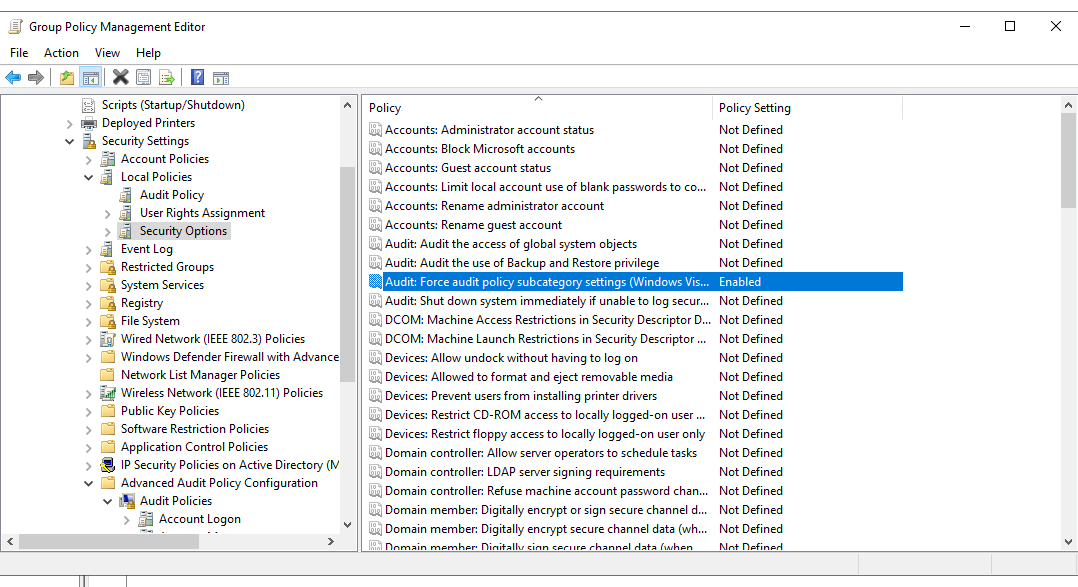 Group Policy Management Editor
File Action View Help
Scripts (Startup/Shutdown)
Deployed Printers
Security Settings
Account Policies
Local Policies
Audit Policy
User Rights Assignment
Security Options
Event Log
Restricted Groups
System Services
Registry
File System
Wired Network (IEEE 802.3) Policies
Windows Defender Firewall with Advance
Network List Manager Policies
Wireless Network (IEEE 802.11) Policies
Public Key Policies
Software Restriction Policies
Application Control Policies
IP Security Policies on Active Directory (M
Advanced Audit Policy Configuration
Audit Policies
Account Logon
Policy Policy Setting
Accounts: Administrator account status Not Defined
Accounts: Block Microsoft accounts Not Defined
Accounts: Guest account status Not Defined
Accounts: Limit local account use of blank passwords to co... Not Defined
Accounts: Rename administrator account Not Defined
Accounts: Rename guest account Not Defined
Audit: Audit the access of global system objects Not Defined
Audit: Audit the use of Backup and Restore privilege Not Defined
Audit: Force audit policy subcategory settings (Windows Vis... Enabled
Audit: Shut down system immediately if unable to log secur... Not Defined
DCOM: Machine Access Restrictions in Security Descriptor D... Not Defined
DCOM: Machine Launch Restrictions in Security Descriptor ... Not Defined
Devices: Allow undock without having to log on Not Defined
Devices: Allowed to format and eject removable media Not Defined
Devices: Prevent users from installing printer drivers Not Defined
Devices: Restrict CD-ROM access to locally logged-on user ... Not Defined
Devices: Restrict floppy access to locally logged-on user only Not Defined
Domain controller: Allow server operators to schedule tasks Not Defined
Domain controller: LDAP server signing requirements Not Defined
Domain controller: Refuse machine account password chan... Not Defined
Domain member: Digitally encrypt or sign secure channel d... Not Defined
Domain member: Digitally encrypt secure channel data (wh... Not Defined
Domain member: Digitally sign secure channel data (when Not Defined